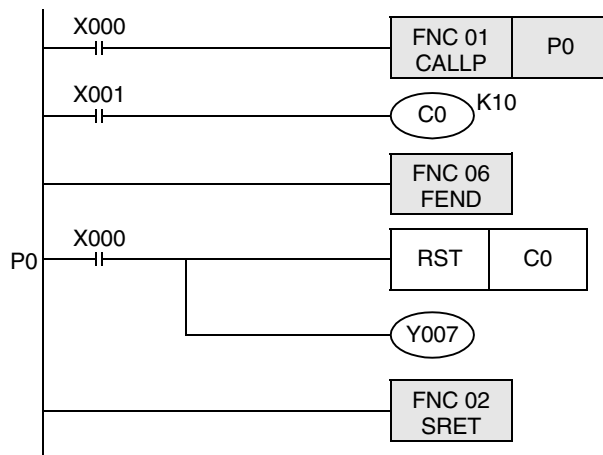 X000
FNC 01
CALLP
P0
X001
C0
K10
FNC 06
FEND
X000
P0
RST
C0
Y007
FNC 02
SRET